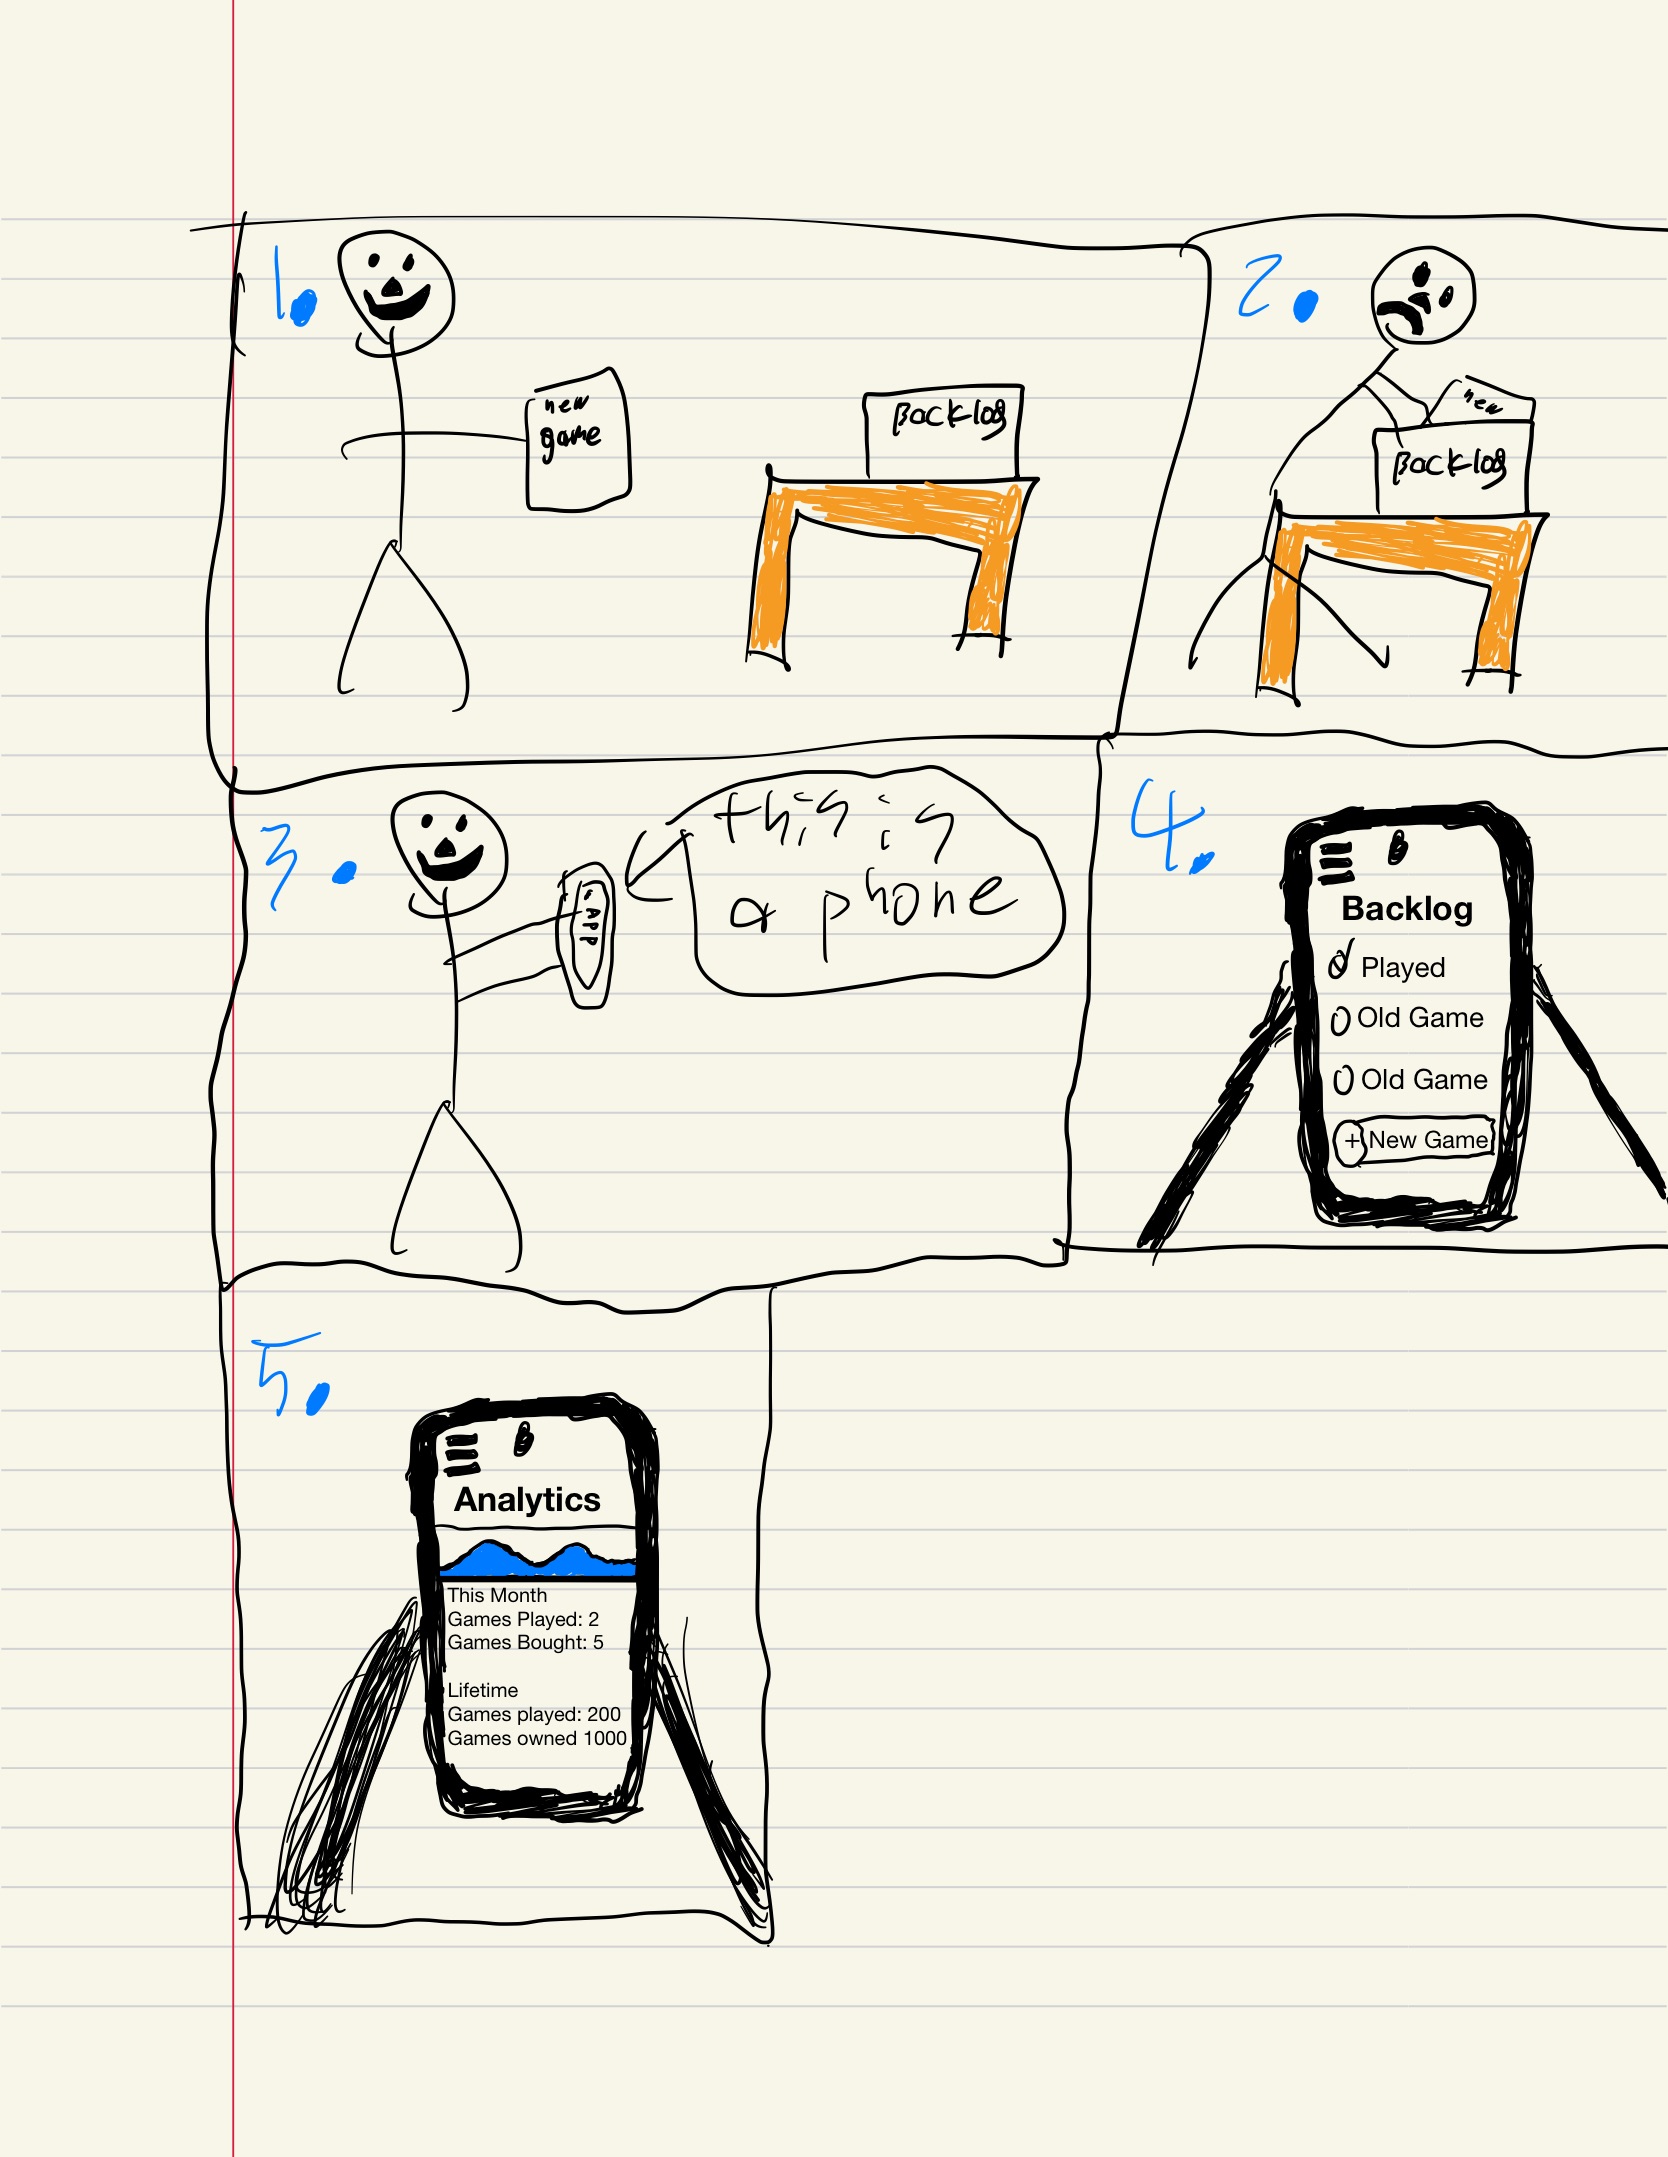 1.
new
game
Backlog
2.
new
Backlog
3.
APP
this is
a phone
4.
Backlog
Played
Old Game
Old Game
+ New Game
5.
Analytics
This Month
Games Played: 2
Games Bought: 5
Lifetime
Games played: 200
Games owned 1000